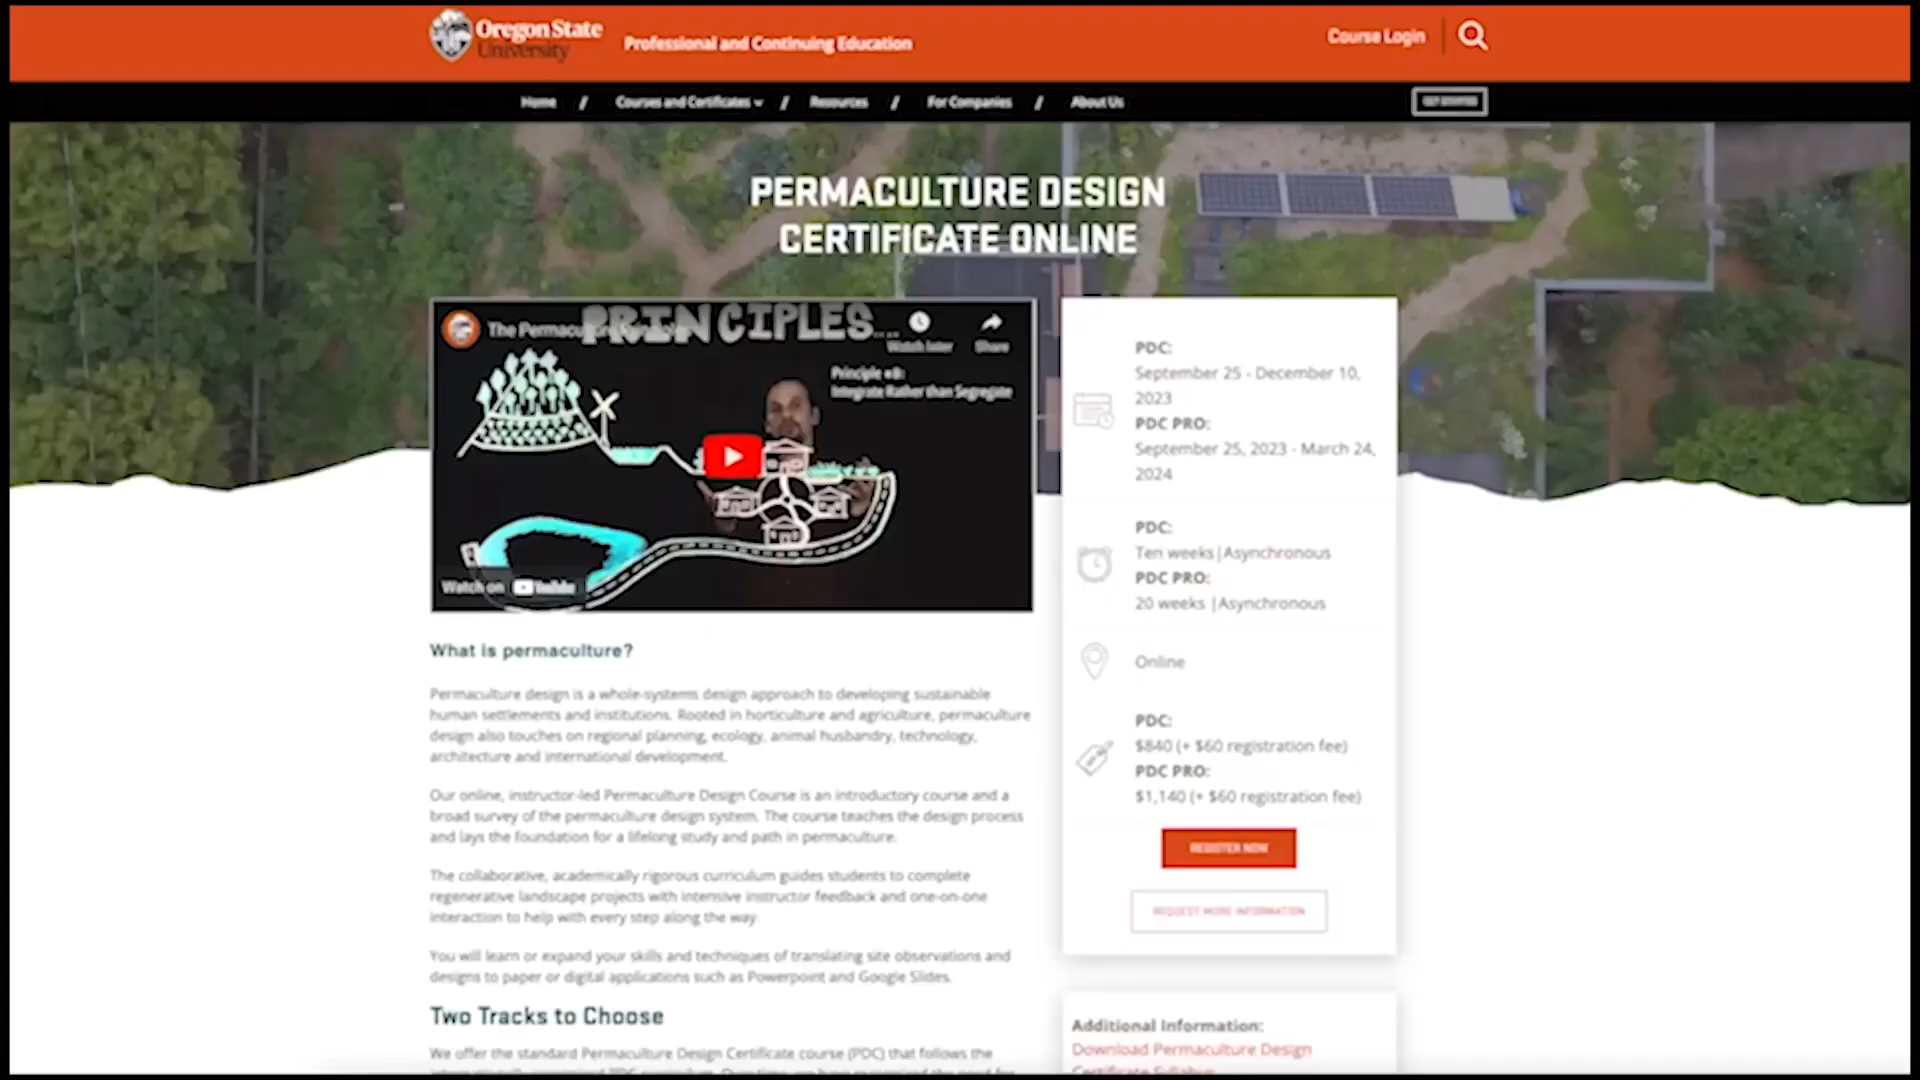 Oregon State
University
Professional and Continuing Education
Course Login
Home / Courses and Certificates / Resources / For Companies / About Us
GET STARTED
PERMACULTURE DESIGN
CERTIFICATE ONLINE
PRINCIPLES...
The Permaculture
Watch later
Share
Principle #8:
Integrate Rather than Segregate
Watch on YouTube
What is permaculture?
Permaculture design is a whole-systems design approach to developing sustainable
human settlements and institutions. Rooted in horticulture and agriculture, permaculture
design also touches on regional planning, ecology, animal husbandry, technology,
architecture and international development.
Our online, instructor-led Permaculture Design Course is an introductory course and a
broad survey of the permaculture design system. The course teaches the design process
and lays the foundation for a lifelong study and path in permaculture.
The collaborative, academically rigorous curriculum guides students to complete
regenerative landscape projects with intensive instructor feedback and one-on-one
interaction to help with every step along the way.
You will learn or expand your skills and techniques of translating site observations and
designs to paper or digital applications such as Powerpoint and Google Slides.
Two Tracks to Choose
We offer the standard Permaculture Design Certificate course (PDC) that follows the
PDC:
September 25 - December 10,
2023
PDC PRO:
September 25, 2023 - March 24,
2024
PDC:
Ten weeks|Asynchronous
PDC PRO:
20 weeks |Asynchronous
Online
PDC:
$840 (+ $60 registration fee)
PDC PRO:
$1,140 (+ $60 registration fee)
REGISTER NOW
REQUEST MORE INFORMATION
Additional Information:
Download Permaculture Design
Certificate Syllabus